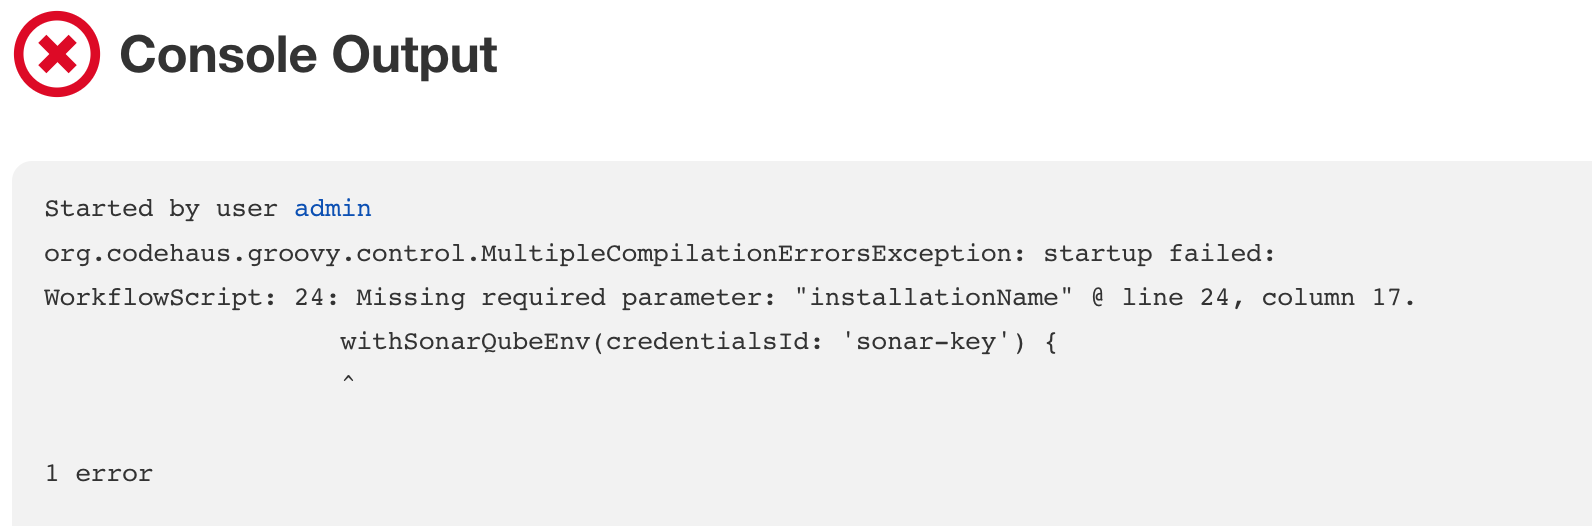 Console Output
Started by user admin
org.codehaus.groovy.control.MultipleCompilationErrorsException: startup failed:
WorkflowScript: 24: Missing required parameter: "installationName" @ line 24, column 17.
withSonarQubeEnv(credentialsId: 'sonar-key') {
^
1 error